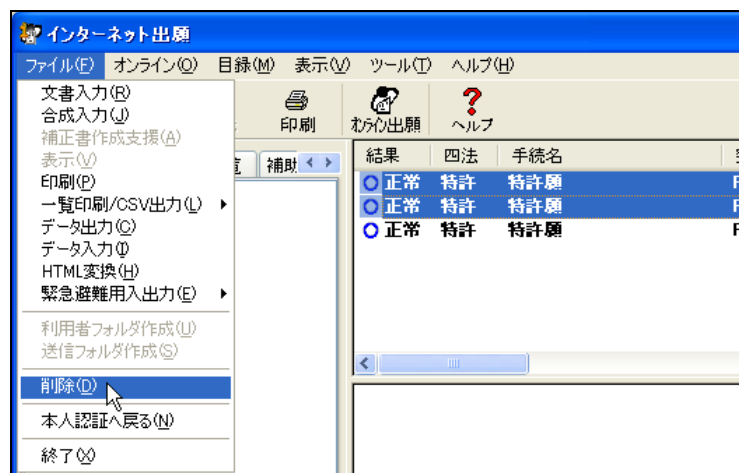 インターネット出願
ファイル(F) オンライン(O) 目録(M) 表示(V) ツール(T) ヘルプ(H)
文書入力(R)
合成入力(J)
補正書作成支援(A)
表示(V)
印刷(P)
一覧印刷/CSV出力(L)
データ出力(C)
データ入力(I)
HTML変換(H)
緊急避難用入出力(E)
利用者フォルダ作成(U)
送信フォルダ作成(S)
削除(D)
本人認証へ戻る(N)
終了(X)
印刷 オンライン出願 ヘルプ
補助
結果 四法 手続名
正常 特許 特許願
正常 特許 特許願
正常 特許 特許願